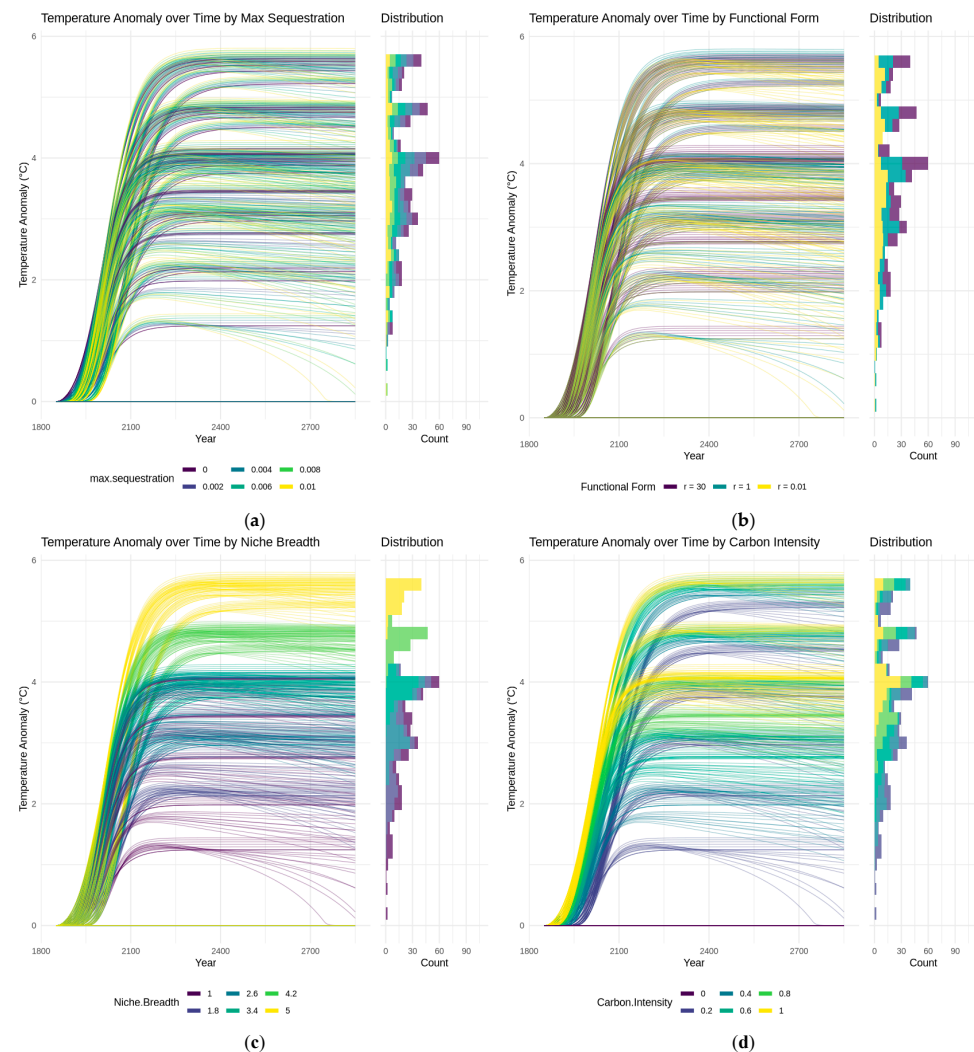 Temperature Anomaly over Time by Max Sequestration Distribution
6
4
2
0
Temperature Anomaly (°C)
1800 2100 2400 2700 0 30 60 90
Year Count
max.sequestration 0 0.004 0.008
0.002 0.006 0.01
(a)
Temperature Anomaly over Time by Functional Form Distribution
6
4
2
0
Temperature Anomaly (°C)
1800 2100 2400 2700 0 30 60 90
Year Count
Functional Form r = 30 r = 1 r = 0.01
(b)
Temperature Anomaly over Time by Niche Breadth Distribution
6
4
2
0
Temperature Anomaly (°C)
1800 2100 2400 2700 0 30 60 90
Year Count
Niche.Breadth 1 2.6 4.2
1.8 3.4 5
(c)
Temperature Anomaly over Time by Carbon Intensity Distribution
6
4
2
0
Temperature Anomaly (°C)
1800 2100 2400 2700 0 30 60 90
Year Count
Carbon.Intensity 0 0.4 0.8
0.2 0.6 1
(d)